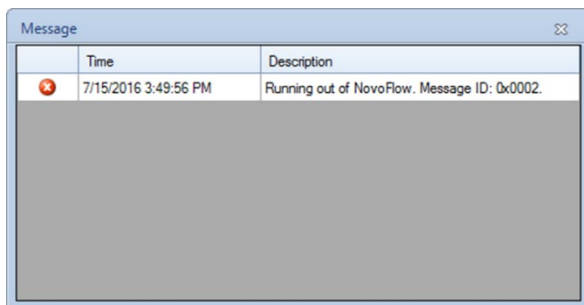 Message
Time Description
7/15/2016 3:49:56 PM Running out of NovoFlow. Message ID: 0x0002.